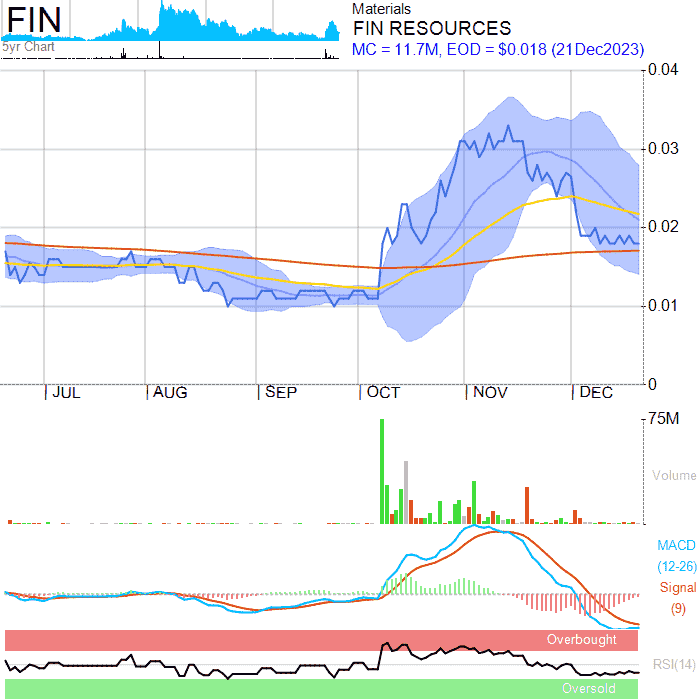 FIN
5yr Chart
Materials
FIN RESOURCES
MC = 11.7M, EOD = $0.018 (21Dec2023)
0.04
0.03
0.02
0.01
0
JUL AUG SEP OCT NOV DEC
75M
Volume
MACD
(12-26)
Signal
(9)
Overbought
RSI(14)
Oversold